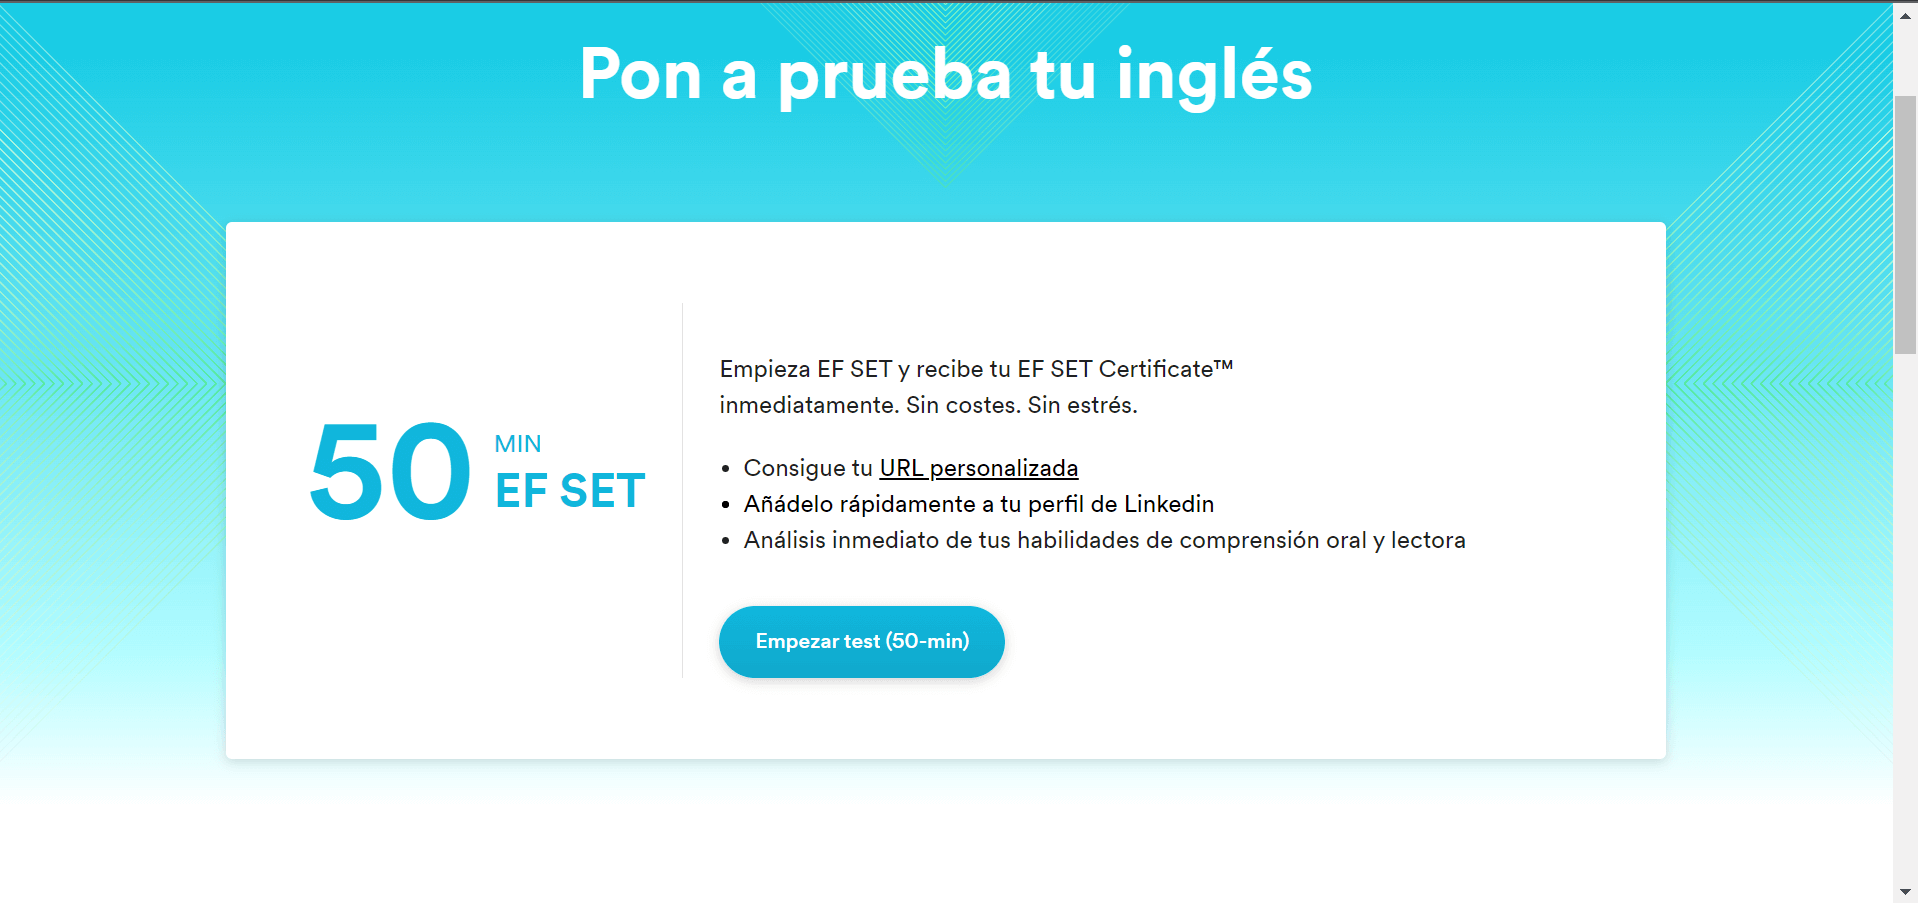 Pon a prueba tu inglés
50
MIN
EF SET
Empieza EF SET y recibe tu EF SET Certificate™
inmediatamente. Sin costes. Sin estrés.
• Consigue tu URL personalizada
• Añádelo rápidamente a tu perfil de Linkedin
• Análisis inmediato de tus habilidades de comprensión oral y lectora
Empezar test (50-min)